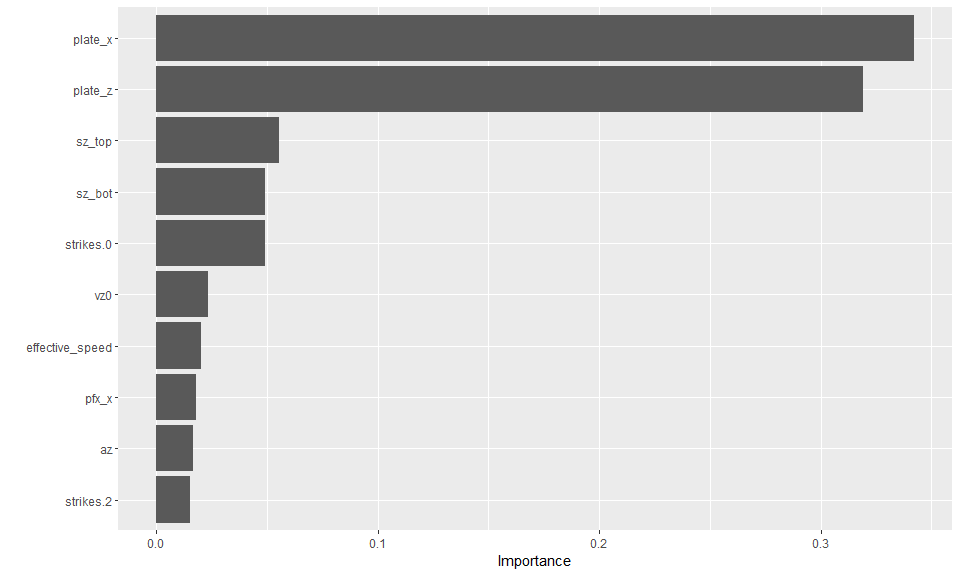 plate_x
plate_z
sz_top
sz_bot
strikes.0
vz0
effective_speed
pfx_x
az
strikes.2
0.0 0.1 0.2 0.3
Importance